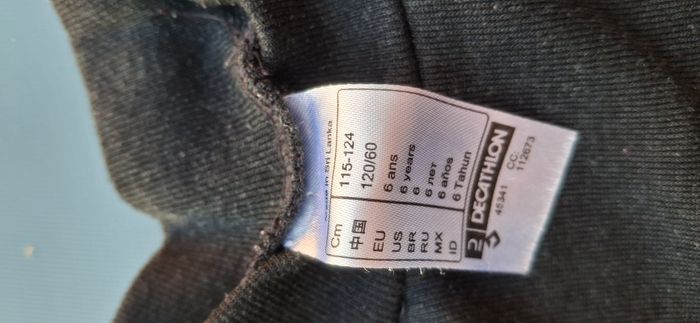 Made in Sri Lanka
Cm 115-124
中国 120/60
EU 6 ans
US 6 years
BR 6
RU 6 лет
MX 6 años
ID 6 Tahun
2 DECATHLON
45341 CC
112673